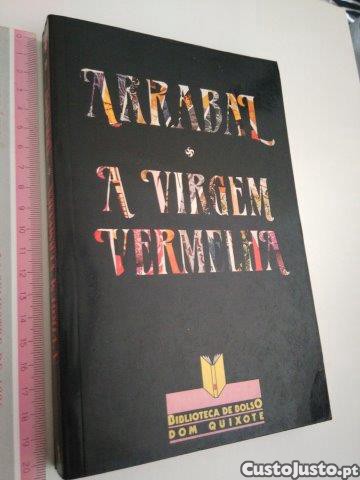 ARRABAL
A VIRGEM
VERMELHA
BIBLIOTECA DE BOLSO
DOM QUIXOTE
CustoJusto.pt